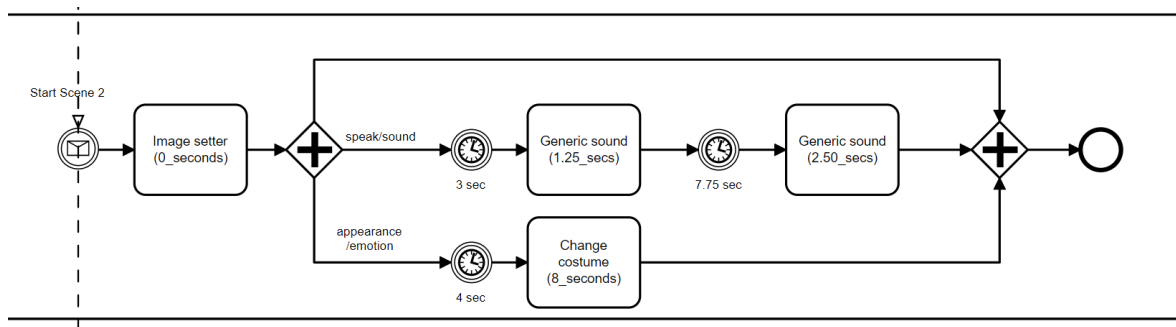 Start Scene 2
Image setter
(0_seconds)
speak/sound
3 sec
Generic sound
(1.25_secs)
7.75 sec
Generic sound
(2.50_secs)
appearance
/emotion
4 sec
Change
costume
(8_seconds)